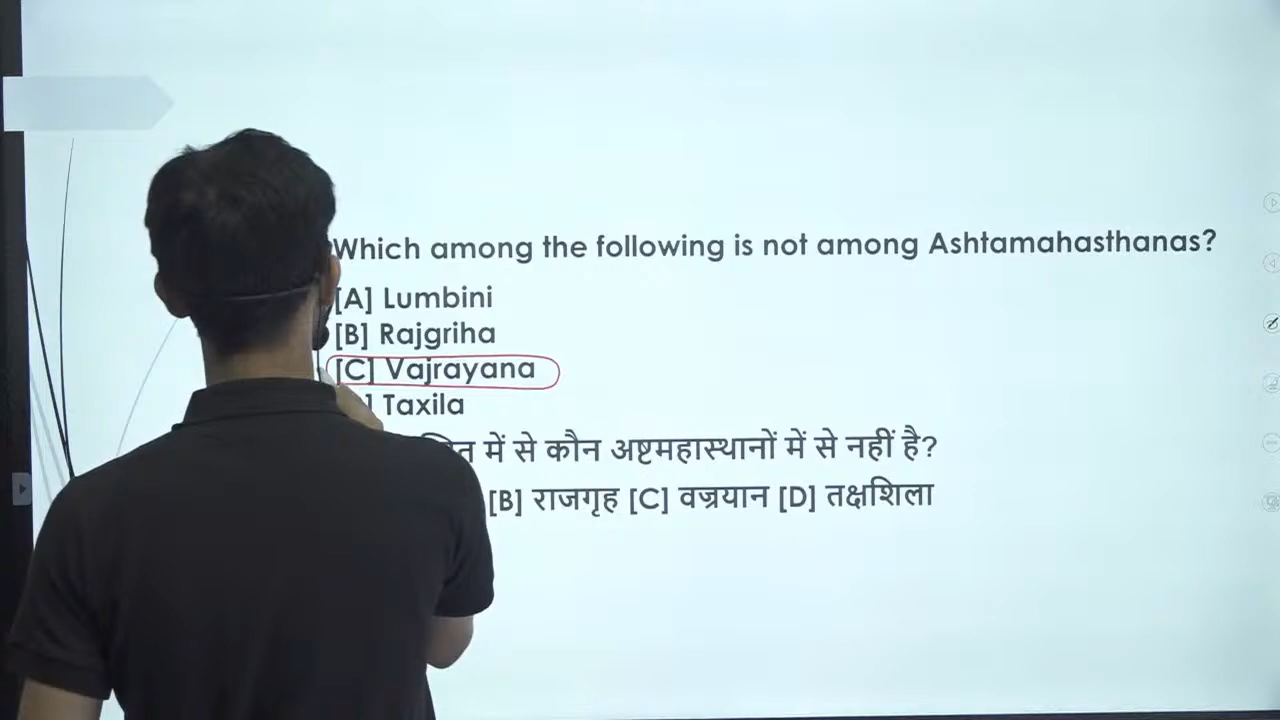 Which among the following is not among Ashtamahasthanas?
[A] Lumbini
[B] Rajgriha
[C] Vajrayana
] Taxila
में से कौन अष्टमहास्थानों में से नहीं है?
[B] राजगृह [C] वज्रयान [D] तक्षशिला